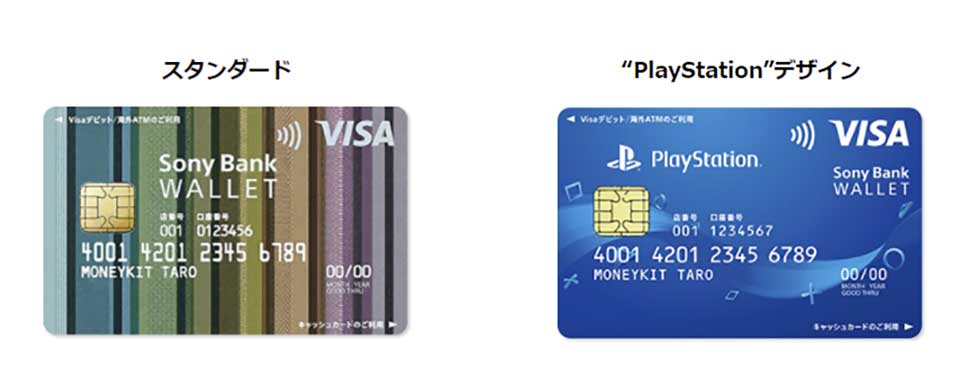 スタンダード
◀ Visaデビット/海外ATMのご利用
VISA
Sony Bank
WALLET
店番号 口座番号
001 0123456
4001 4201 2345 6789
MONEYKIT TARO
00/00
MONTH YEAR
GOOD THRU
キャッシュカードのご利用 ▶
“PlayStation”デザイン
◀ Visaデビット/海外ATMのご利用
VISA
PlayStation.
Sony Bank
WALLET
店番号 口座番号
001 1234567
4001 4201 2345 6789
MONEYKIT TARO
00/00
MONTH YEAR
GOOD THRU
キャッシュカードのご利用 ▶